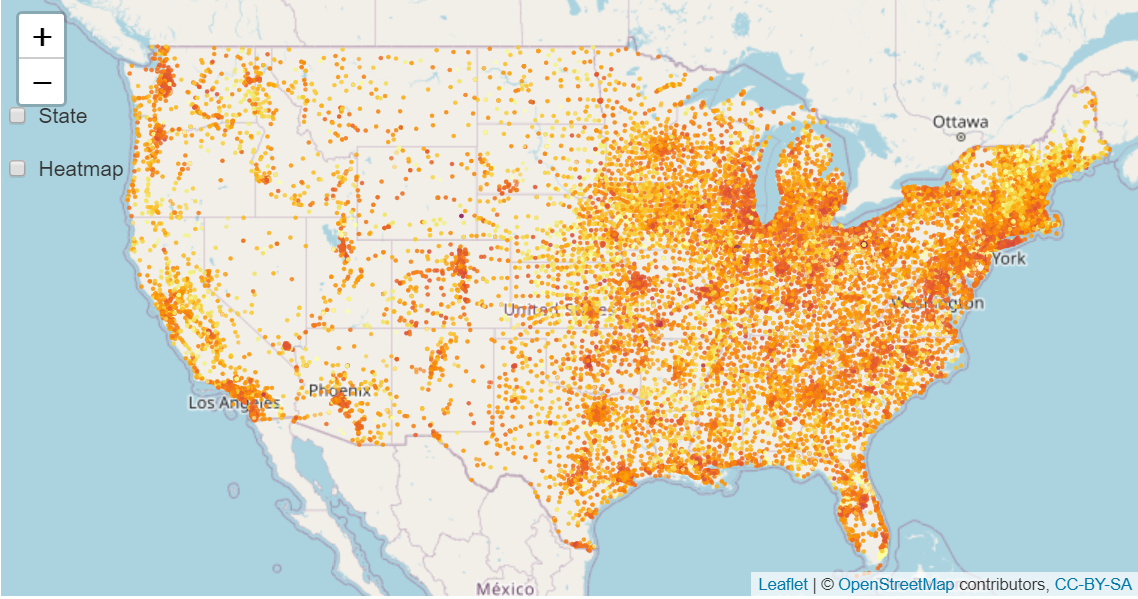 +
−
State
Heatmap
Ottawa
York
Washington
United States
Phoenix
Los Angeles
México
Leaflet | © OpenStreetMap contributors, CC-BY-SA